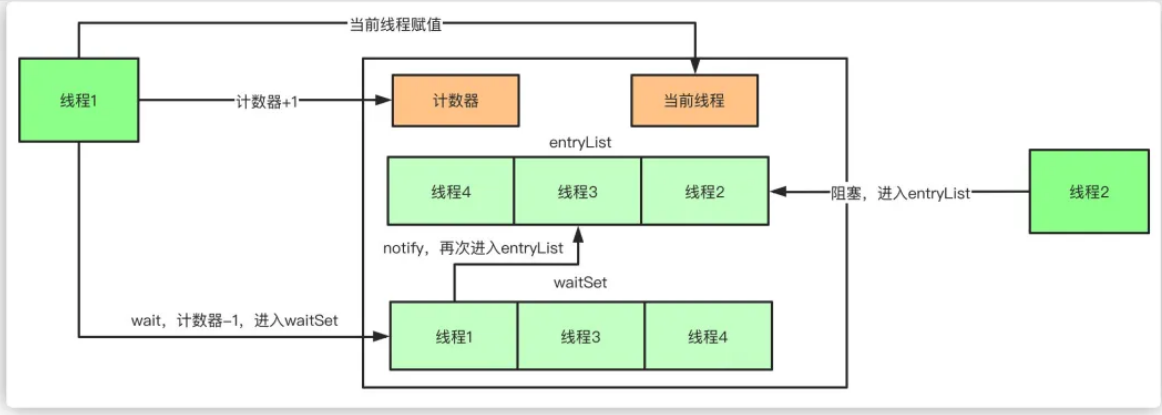 当前线程赋值
线程1
计数器+1
计数器
当前线程
entryList
线程4
线程3
线程2
阻塞，进入entryList
线程2
notify，再次进入entryList
waitSet
wait，计数器-1，进入waitSet
线程1
线程3
线程4